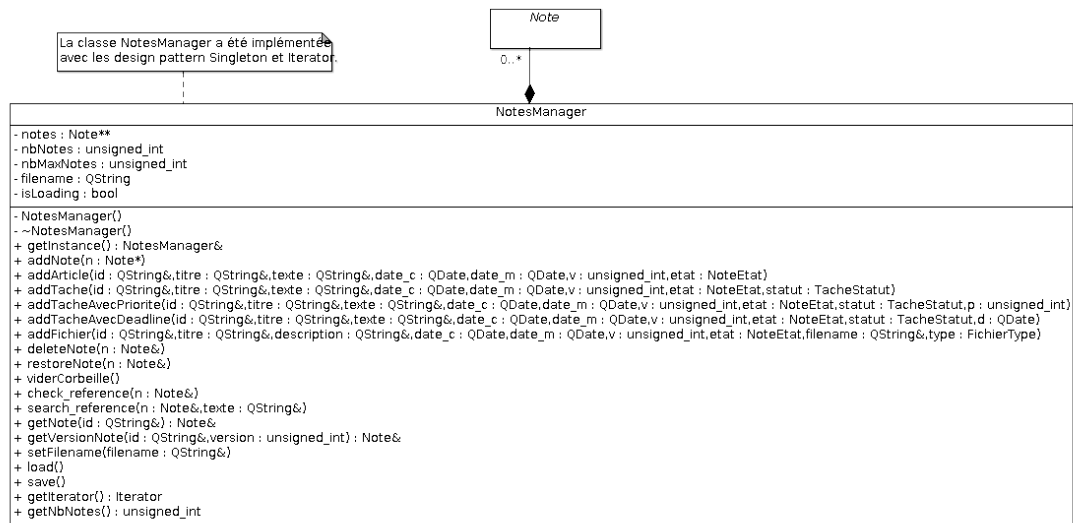 Note
La classe NotesManager a été implémentée
avec les design pattern Singleton et Iterator.
0..*
NotesManager
- notes : Note**
- nbNotes : unsigned_int
- nbMaxNotes : unsigned_int
- filename : QString
- isLoading : bool
- NotesManager()
- ~NotesManager()
+ getInstance() : NotesManager&
+ addNote(n : Note*)
+ addArticle(id : QString&,titre : QString&,texte : QString&,date_c : QDate,date_m : QDate,v : unsigned_int,etat : NoteEtat)
+ addTache(id : QString&,titre : QString&,texte : QString&,date_c : QDate,date_m : QDate,v : unsigned_int,etat : NoteEtat,statut : TacheStatut)
+ addTacheAvecPriorite(id : QString&,titre : QString&,texte : QString&,date_c : QDate,date_m : QDate,v : unsigned_int,etat : NoteEtat,statut : TacheStatut,p : unsigned_int)
+ addTacheAvecDeadline(id : QString&,titre : QString&,texte : QString&,date_c : QDate,date_m : QDate,v : unsigned_int,etat : NoteEtat,statut : TacheStatut,d : QDate)
+ addFichier(id : QString&,titre : QString&,description : QString&,date_c : QDate,date_m : QDate,v : unsigned_int,etat : NoteEtat,filename : QString&,type : FichierType)
+ deleteNote(n : Note&)
+ restoreNote(n : Note&)
+ viderCorbeille()
+ check_reference(n : Note&)
+ search_reference(n : Note&,texte : QString&)
+ getNote(id : QString&) : Note&
+ getVersionNote(id : QString&,version : unsigned_int) : Note&
+ setFilename(filename : QString&)
+ load()
+ save()
+ getIterator() : Iterator
+ getNbNotes() : unsigned_int